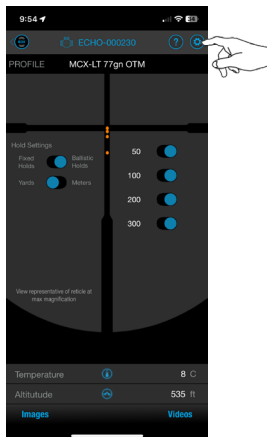 9:54
ECHO-000230
?
PROFILE MCX-LT 77gn OTM
Hold Settings
Fixed Holds
Ballistic Holds
Yards
Meters
50
100
200
300
View representative of reticle at
max magnification
Temperature 8 C
Altitutude 535 ft
Images Videos